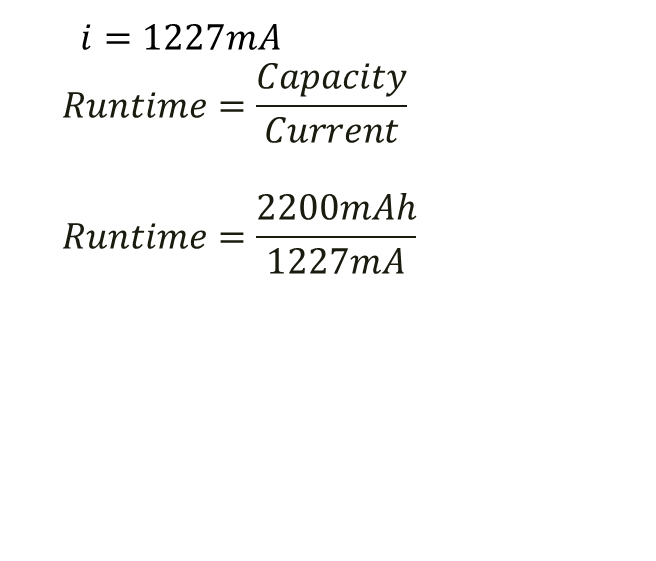 i = 1227mA
Runtime = Capacity / Current
Runtime = 2200mAh / 1227mA